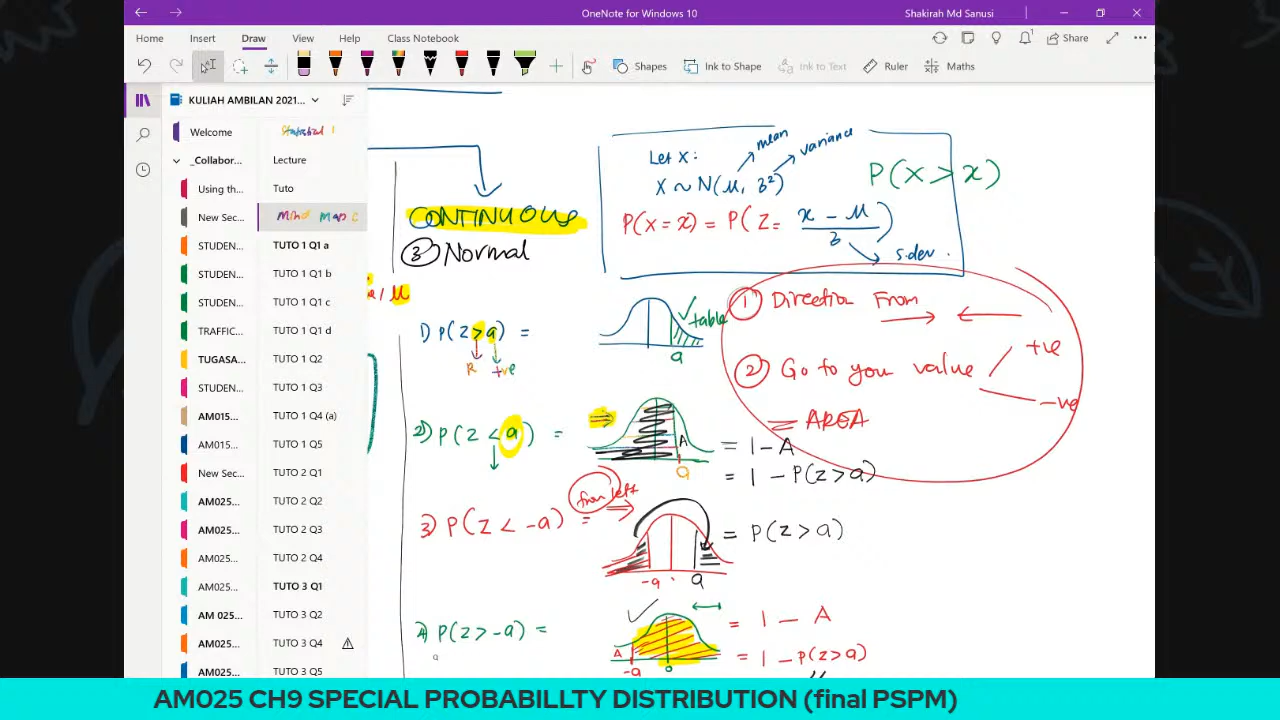 OneNote for Windows 10
Shakirah Md Sanusi
Home Insert Draw View Help Class Notebook
Share
Shapes Ink to Shape Ink to Text Ruler Maths
KULIAH AMBILAN 2021...
Welcome
_Collabor...
Using th...
New Sec...
STUDEN...
STUDEN...
STUDEN...
TRAFFIC...
TUGASA...
STUDEN...
AM015...
AM015...
New Sec...
AM025...
AM025...
AM025...
AM025...
AM 025...
AM025...
AM025...
Statistical
Lecture
Tuto
Mind Map C
TUTO 1 Q1 a
TUTO 1 Q1 b
TUTO 1 Q1 c
TUTO 1 Q1 d
TUTO 1 Q2
TUTO 1 Q3
TUTO 1 Q4 (a)
TUTO 1 Q5
TUTO 2 Q1
TUTO 2 Q2
TUTO 2 Q3
TUTO 2 Q4
TUTO 3 Q1
TUTO 3 Q2
TUTO 3 Q4
TUTO 3 Q5
CONTINUOUS
③ Normal
Let X:
mean variance
X ~ N(μ, σ²)
P(X=x) = P(Z = (x - μ)/σ)
s.dev.
P(X > x)
1) P(Z > a) =
R +ve
table
a
① Direction From → ←
② Go to you value +ve
-ve
= AREA
2) P(Z < a) =
A
a
= 1 - A
= 1 - P(Z > a)
from left
3) P(Z < -a) =
-a a
= P(Z > a)
4) P(Z > -a) =
A
-a 0
= 1 - A
= 1 - P(Z > a)
AM025 CH9 SPECIAL PROBABILLTY DISTRIBUTION (final PSPM)